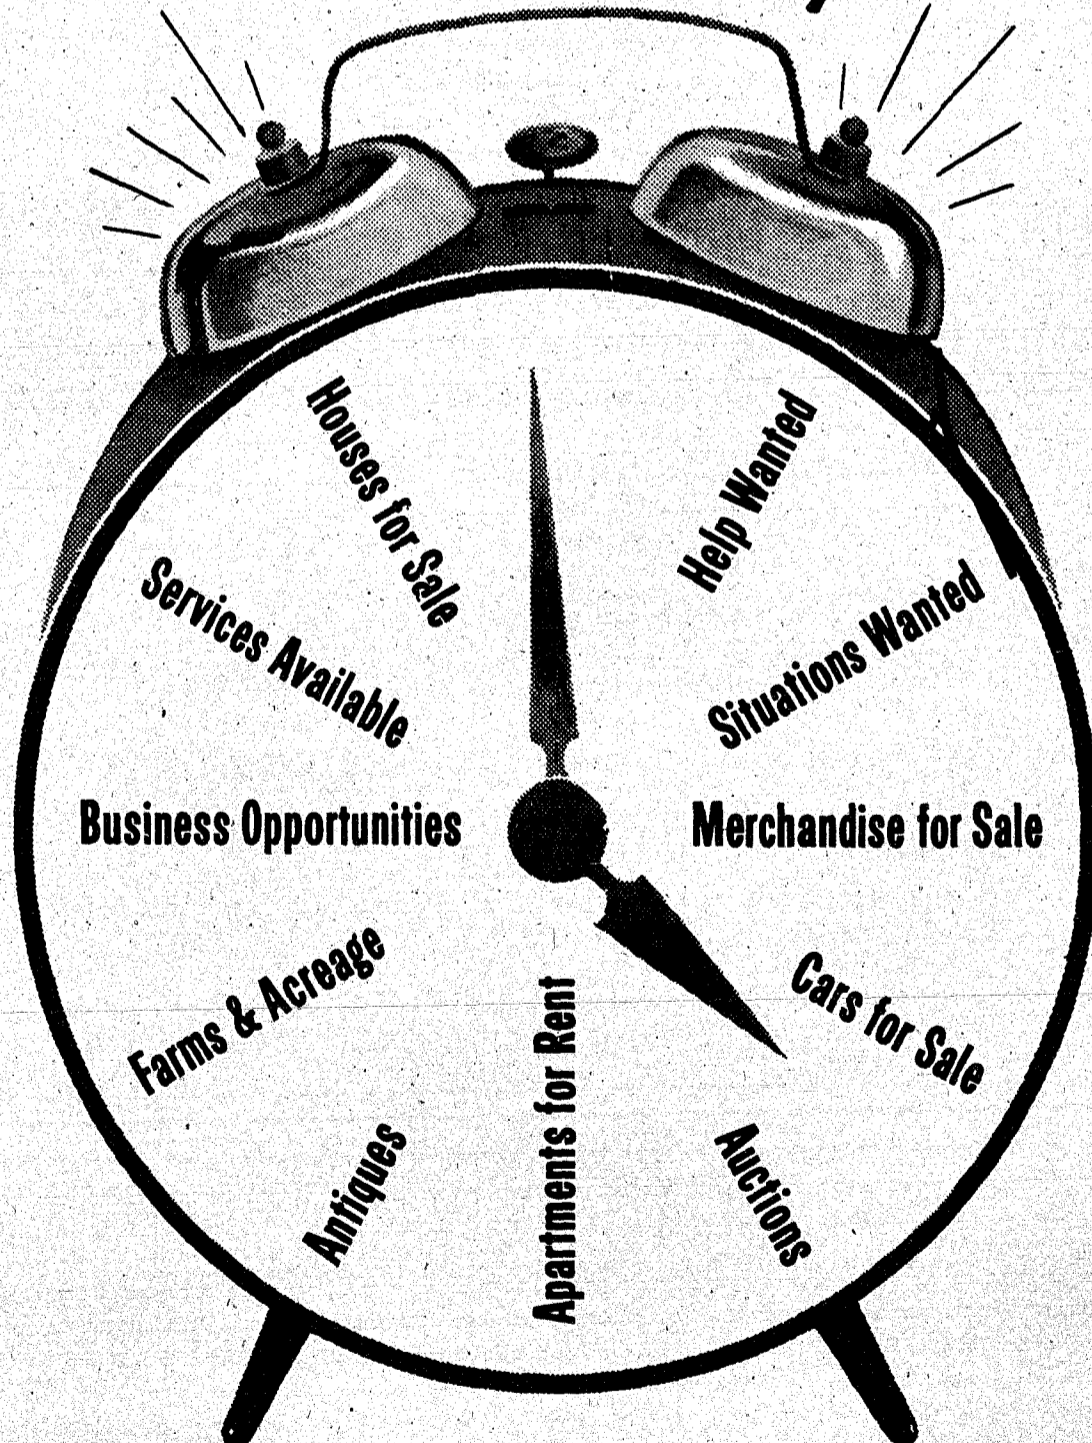 Help Wanted
Situations Wanted
Merchandise for Sale
Cars for Sale
Auctions
Apartments for Rent
Antiques
Farms & Acreage
Business Opportunities
Services Available
Houses for Sale